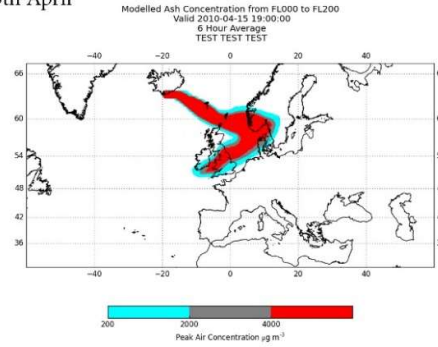 April
Modelled Ash Concentration from FL000 to FL200
Valid 2010-04-15 19:00:00
6 Hour Average
TEST TEST TEST
−40 −20 0 20 40
66
60
54
48
42
36
−40 −20 0 20 40
200 2000 4000
Peak Air Concentration μg m⁻³